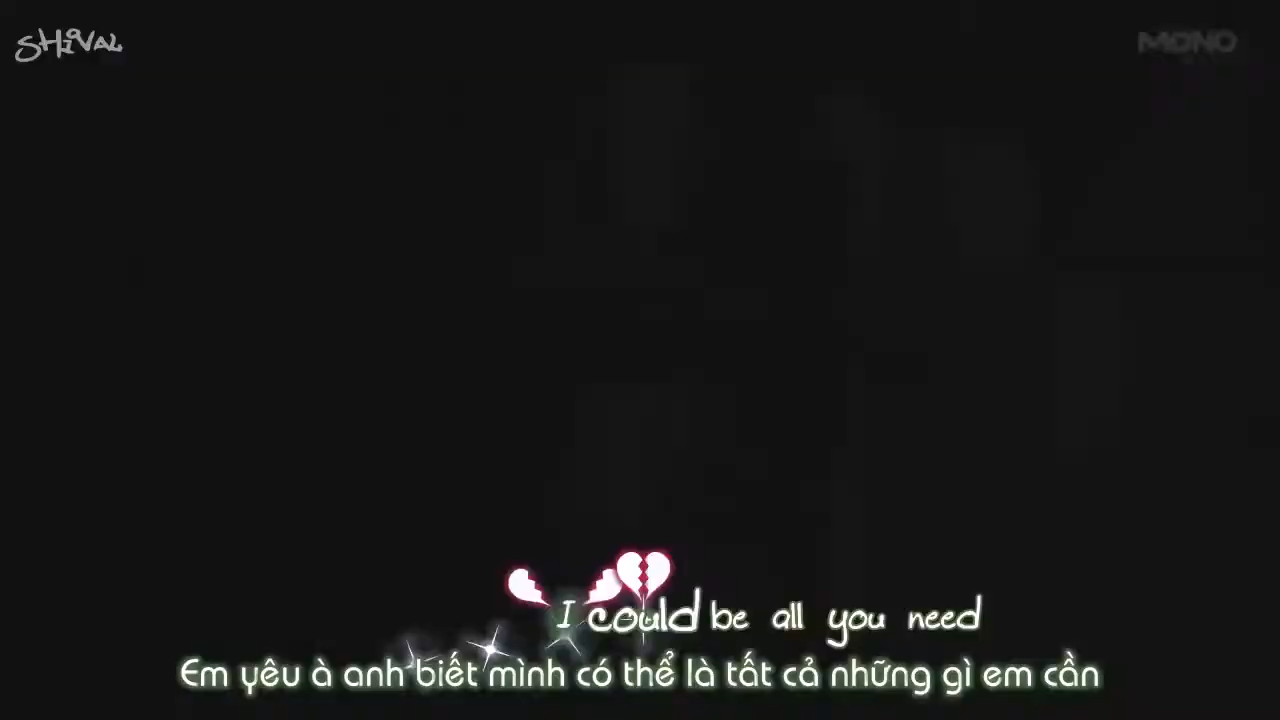 SHiVAL
MONO
I could be all you need
Em yêu à anh biết mình có thể là tất cả những gì em cần